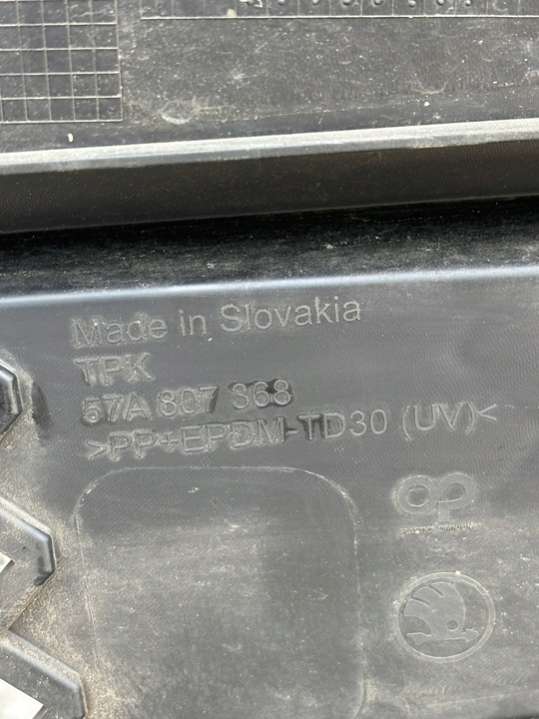 Made in Slovakia
TPK
57A 807 368
>PP+EPDM-TD30 (UV)<